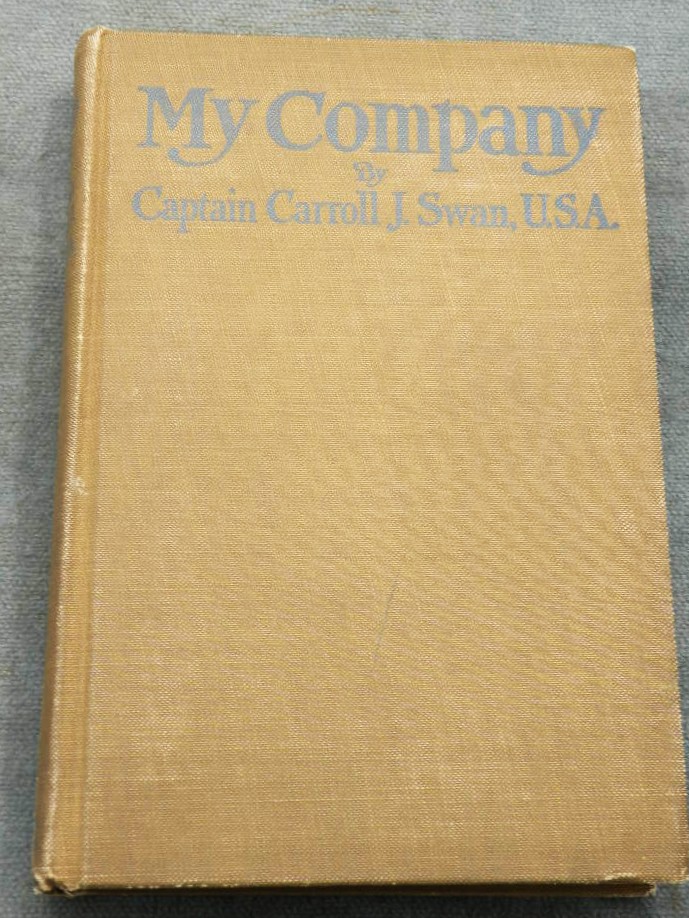 My Company
By
Captain Carroll J. Swan, U.S.A.